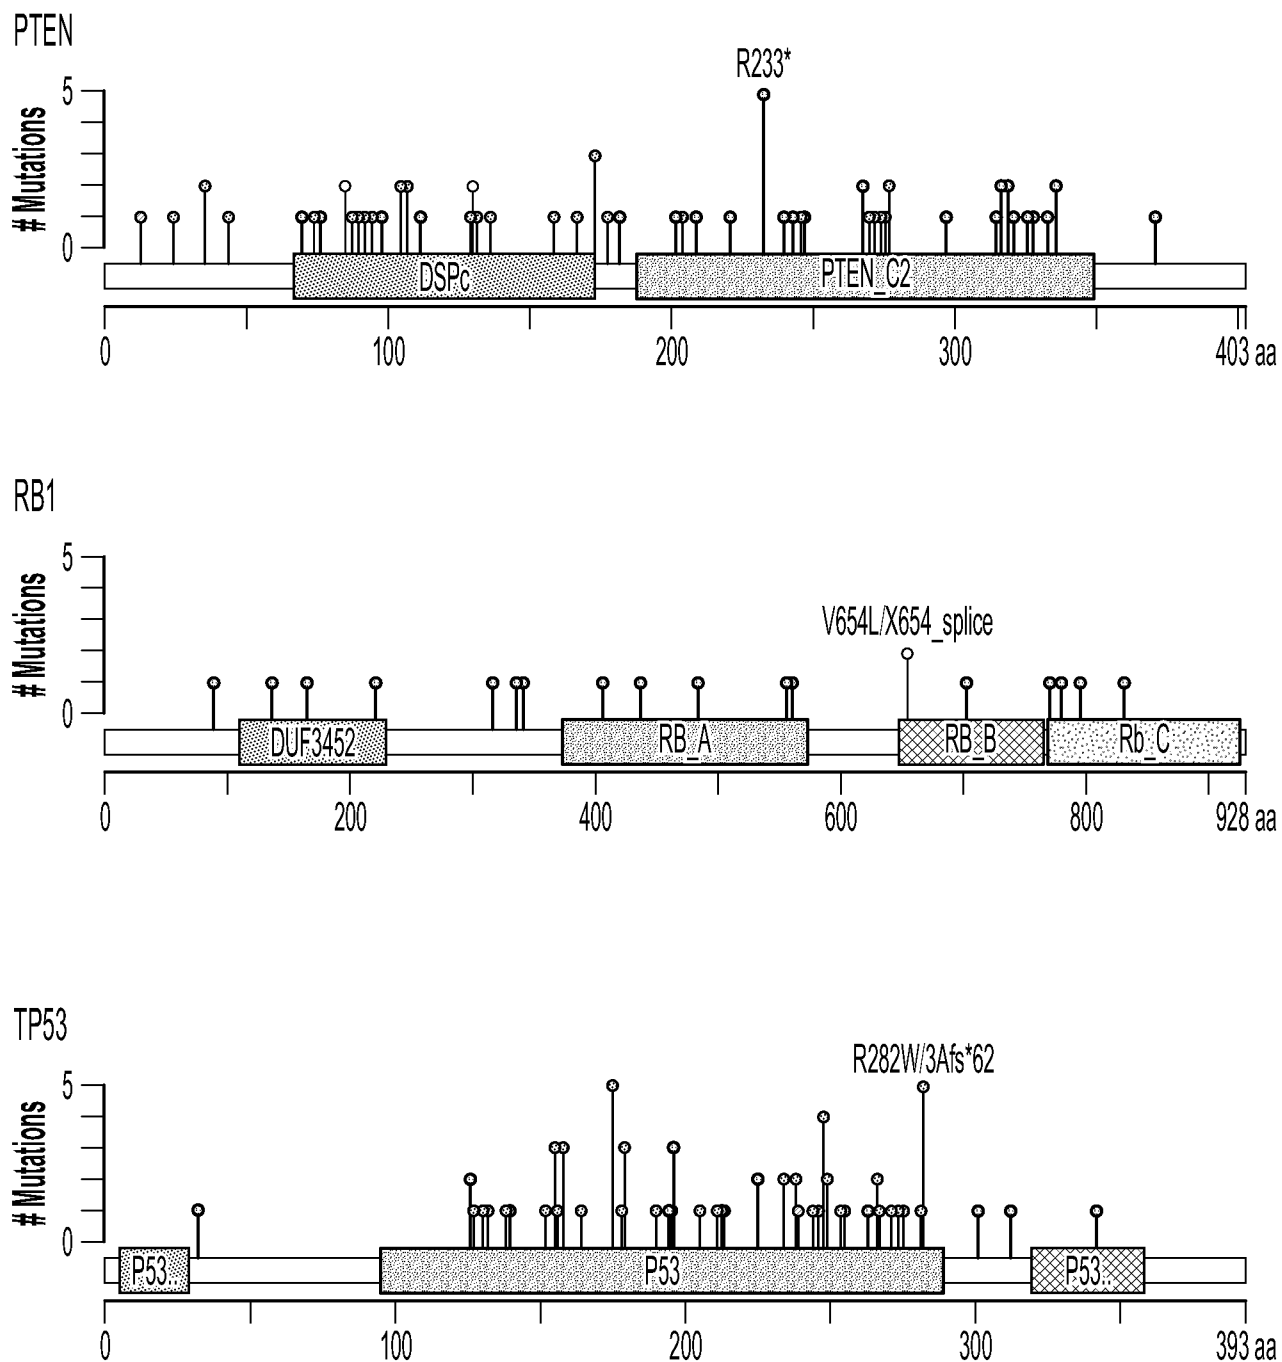 PTEN
R233*
5
# Mutations
0
DSPc
PTEN_C2
0
100
200
300
403 aa
RB1
5
V654L/X654_splice
# Mutations
0
DUF3452
RB_A
RB_B
Rb_C
0
200
400
600
800
928 aa
TP53
R282W/3Afs*62
5
# Mutations
0
P53..
P53
P53..
0
100
200
300
393 aa